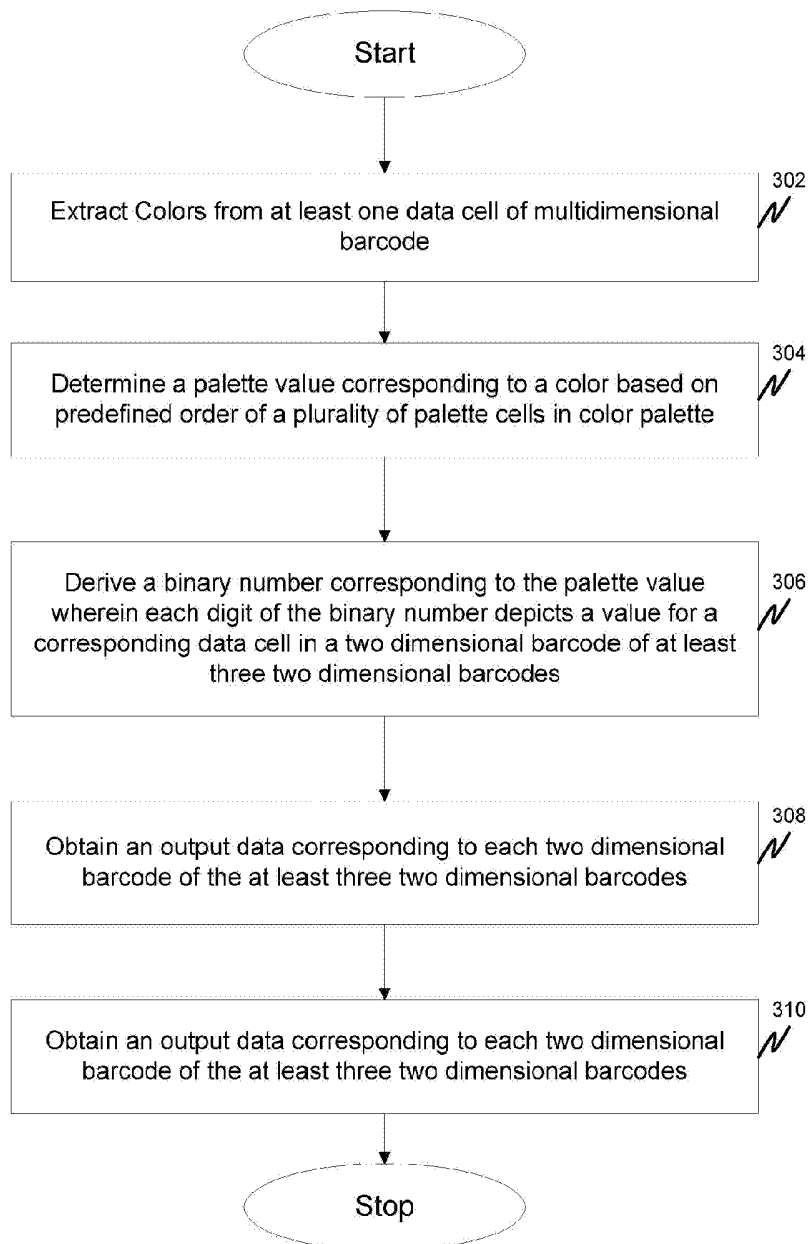 Start
302
Extract Colors from at least one data cell of multidimensional
barcode
304
Determine a palette value corresponding to a color based on
predefined order of a plurality of palette cells in color palette
306
Derive a binary number corresponding to the palette value
wherein each digit of the binary number depicts a value for a
corresponding data cell in a two dimensional barcode of at least
three two dimensional barcodes
308
Obtain an output data corresponding to each two dimensional
barcode of the at least three two dimensional barcodes
310
Obtain an output data corresponding to each two dimensional
barcode of the at least three two dimensional barcodes
Stop